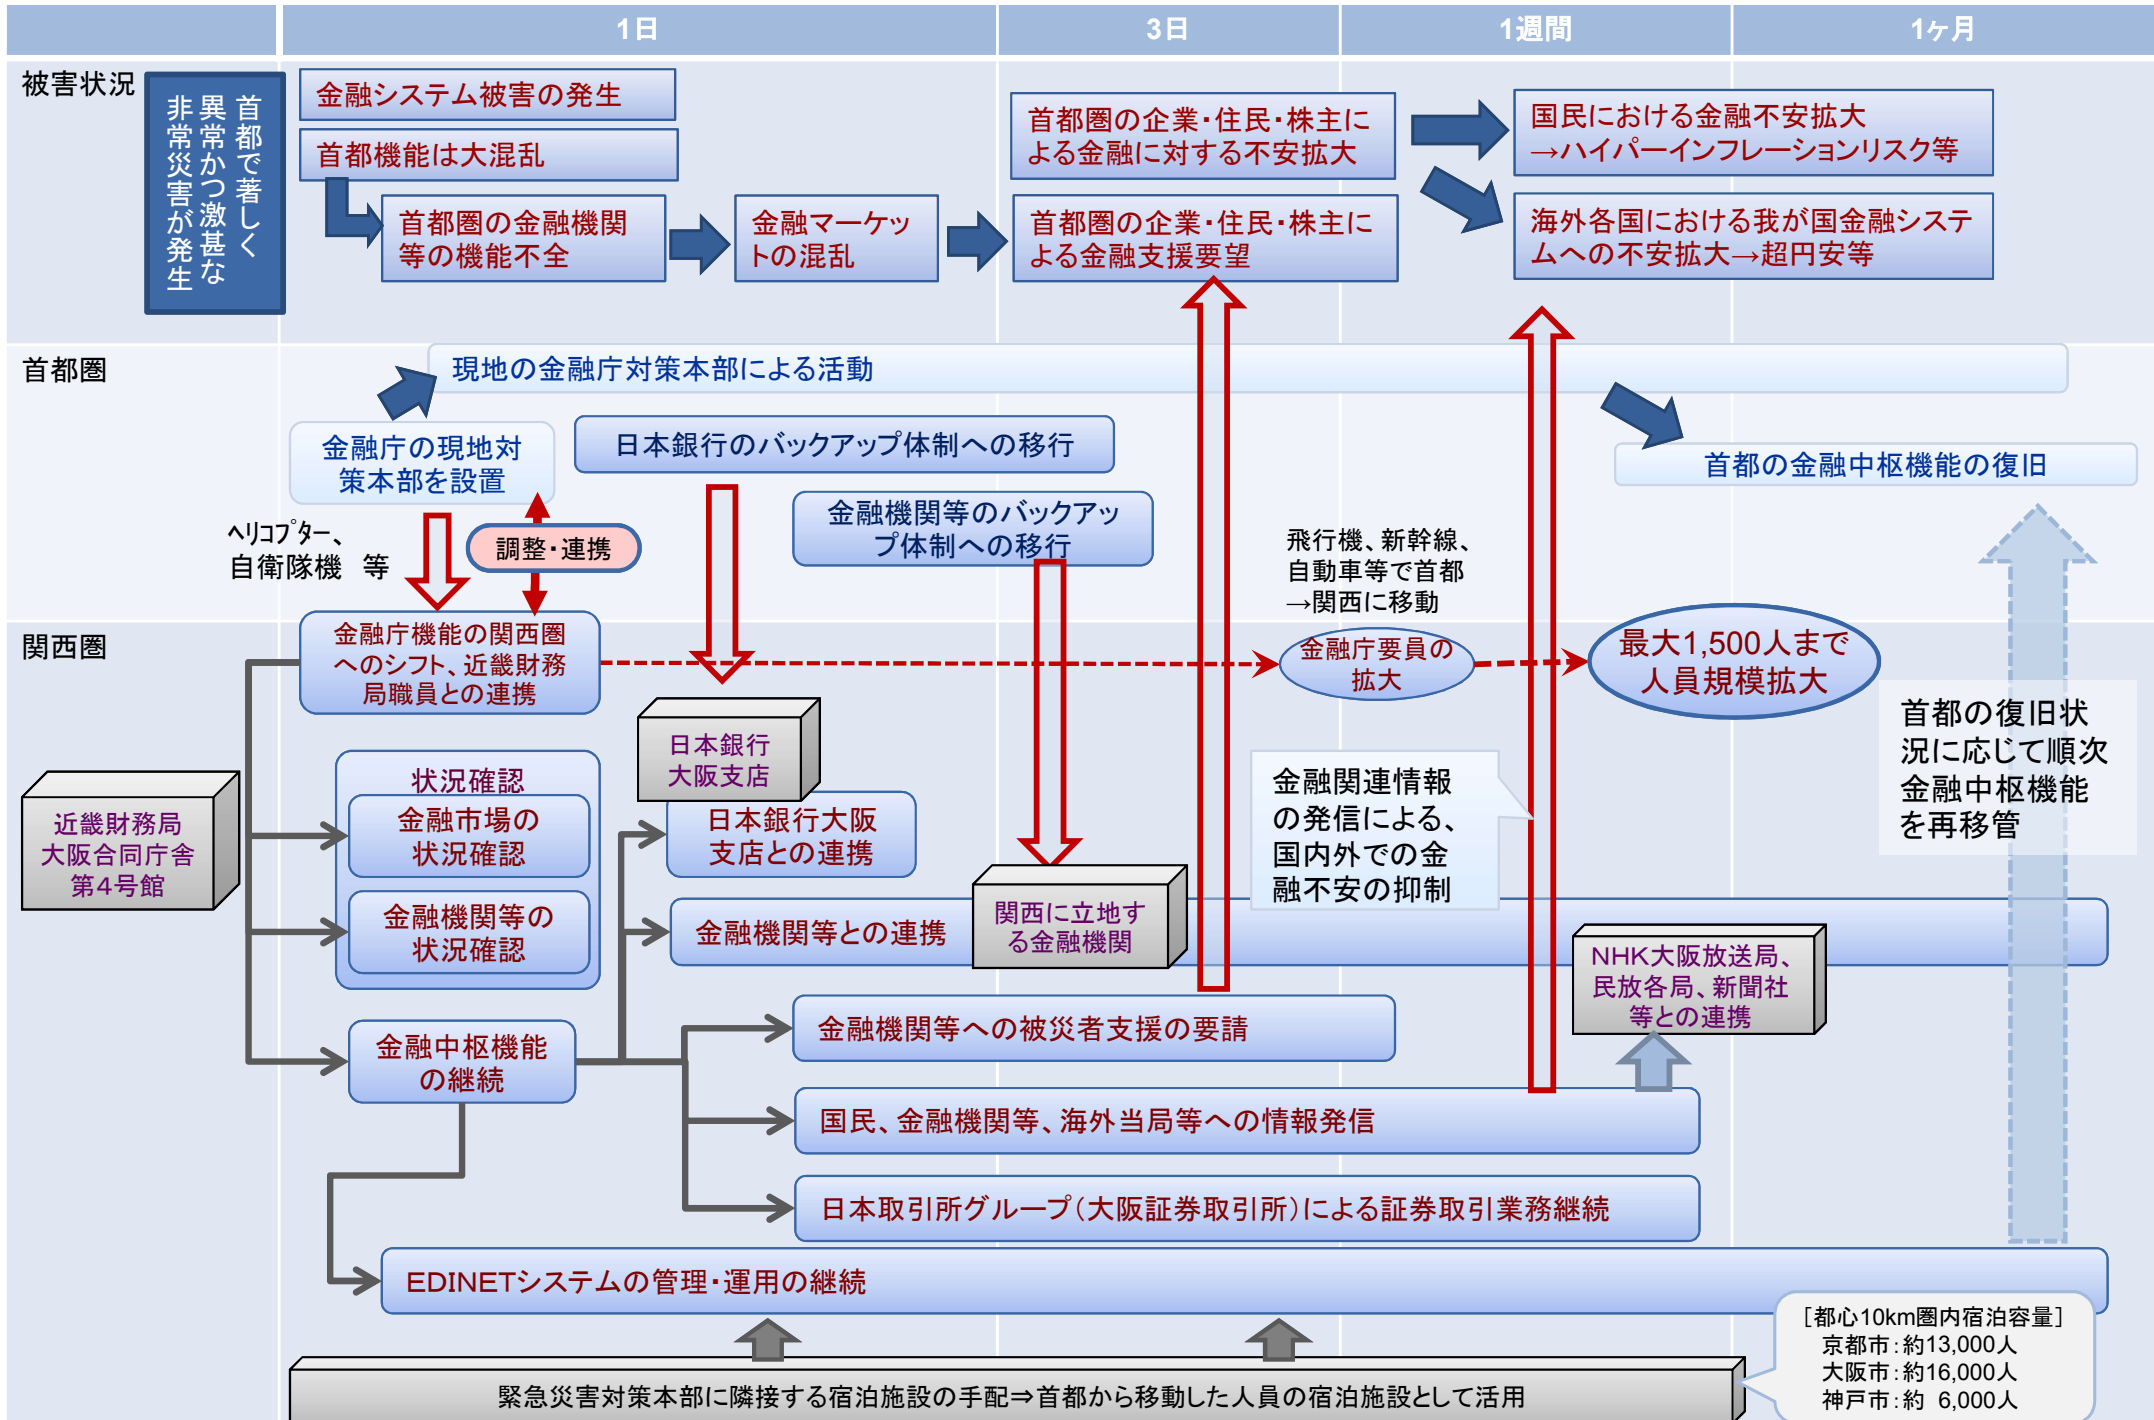 1日
3日
1週間
1ヶ月
被害状況
首都で著しく
異常かつ激甚な
非常災害が発生
金融システム被害の発生
首都機能は大混乱
首都圏の金融機関
等の機能不全
金融マーケッ
トの混乱
首都圏の企業・住民・株主に
よる金融に対する不安拡大
首都圏の企業・住民・株主に
よる金融支援要望
国民における金融不安拡大
→ハイパーインフレーションリスク等
海外各国における我が国金融システ
ムへの不安拡大→超円安等
首都圏
現地の金融庁対策本部による活動
金融庁の現地対
策本部を設置
日本銀行のバックアップ体制への移行
金融機関等のバックアッ
プ体制への移行
首都の金融中枢機能の復旧
ヘリコプター、
自衛隊機 等
調整・連携
飛行機、新幹線、
自動車等で首都
→関西に移動
関西圏
金融庁機能の関西圏
へのシフト、近畿財務
局職員との連携
金融庁要員の
拡大
最大1,500人まで
人員規模拡大
首都の復旧状
況に応じて順次
金融中枢機能
を再移管
近畿財務局
大阪合同庁舎
第4号館
状況確認
金融市場の
状況確認
金融機関等の
状況確認
日本銀行
大阪支店
日本銀行大阪
支店との連携
金融関連情報
の発信による、
国内外での金
融不安の抑制
金融機関等との連携
関西に立地す
る金融機関
NHK大阪放送局、
民放各局、新聞社
等との連携
金融中枢機能
の継続
金融機関等への被災者支援の要請
国民、金融機関等、海外当局等への情報発信
日本取引所グループ（大阪証券取引所）による証券取引業務継続
EDINETシステムの管理・運用の継続
緊急災害対策本部に隣接する宿泊施設の手配⇒首都から移動した人員の宿泊施設として活用
［都心10km圏内宿泊容量］
京都市：約13,000人
大阪市：約16,000人
神戸市：約 6,000人